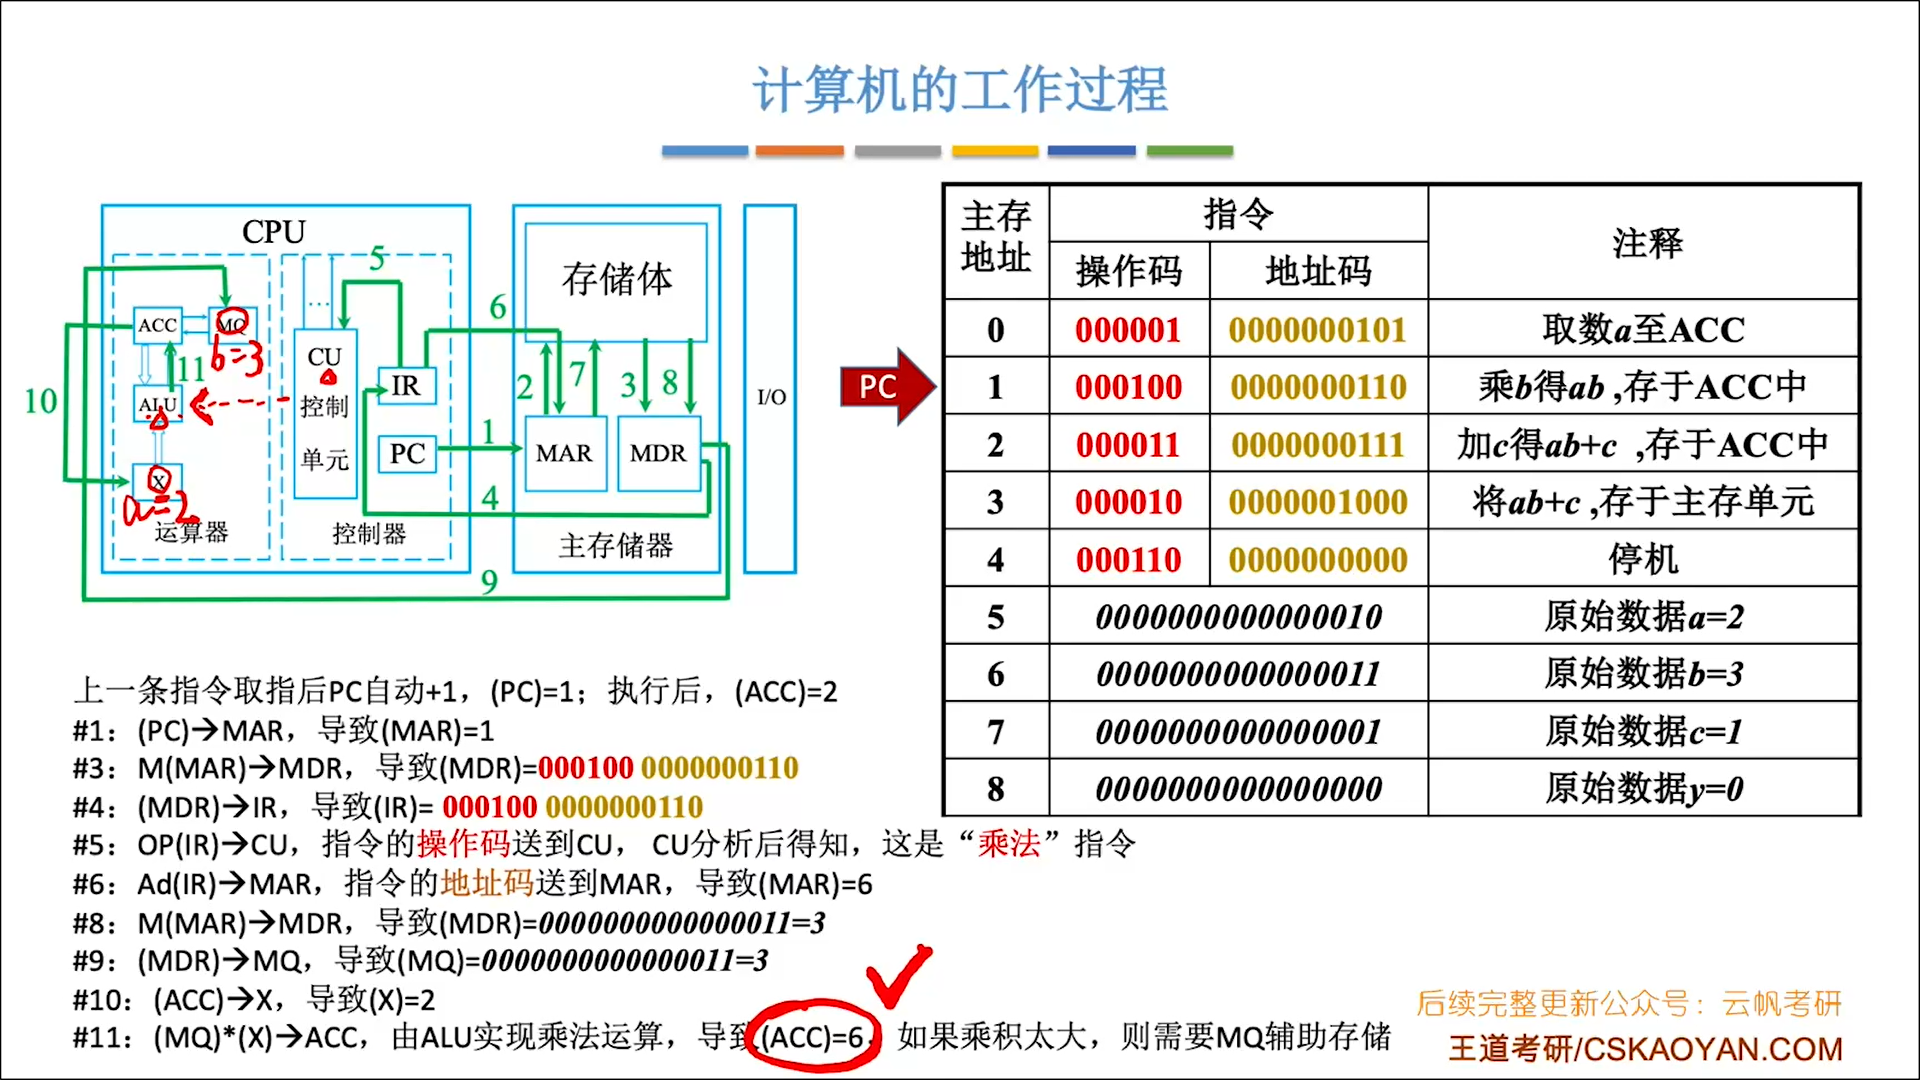 计算机的工作过程
CPU
5
ACC
MQ
b=3
11
ALU
X
a=2
运算器
10
…
CU
控制
单元
IR
PC
控制器
6
1
4
9
存储体
2
7
3
8
MAR
MDR
主存储器
I/O
PC
主存地址 指令 注释
操作码 地址码
0 000001 0000000101 取数a至ACC
1 000100 0000000110 乘b得ab ,存于ACC中
2 000011 0000000111 加c得ab+c ,存于ACC中
3 000010 0000001000 将ab+c ,存于主存单元
4 000110 0000000000 停机
5 0000000000000010 原始数据a=2
6 0000000000000011 原始数据b=3
7 0000000000000001 原始数据c=1
8 0000000000000000 原始数据y=0
上一条指令取指后PC自动+1，(PC)=1；执行后，(ACC)=2
#1：(PC)→MAR，导致(MAR)=1
#3：M(MAR)→MDR，导致(MDR)=000100 0000000110
#4：(MDR)→IR，导致(IR)= 000100 0000000110
#5：OP(IR)→CU，指令的操作码送到CU， CU分析后得知，这是“乘法”指令
#6：Ad(IR)→MAR，指令的地址码送到MAR，导致(MAR)=6
#8：M(MAR)→MDR，导致(MDR)=0000000000000011=3
#9：(MDR)→MQ，导致(MQ)=0000000000000011=3
#10：(ACC)→X，导致(X)=2
#11：(MQ)*(X)→ACC，由ALU实现乘法运算，导致(ACC)=6，如果乘积太大，则需要MQ辅助存储
后续完整更新公众号：云帆考研
王道考研/CSKAOYAN.COM